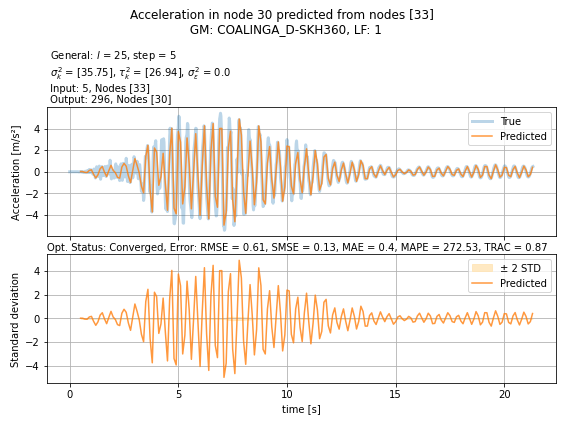 Acceleration in node 30 predicted from nodes [33]
GM: COALINGA_D-SKH360, LF: 1
General: l = 25, step = 5
σ²ₖ = [35.75], τ²ₖ = [26.94], σ²ε = 0.0
Input: 5, Nodes [33]
Output: 296, Nodes [30]
Acceleration [m/s²]
4
2
0
−2
−4
True
Predicted
Opt. Status: Converged, Error: RMSE = 0.61, SMSE = 0.13, MAE = 0.4, MAPE = 272.53, TRAC = 0.87
Standard deviation
4
2
0
−2
−4
± 2 STD
Predicted
0 5 10 15 20
time [s]